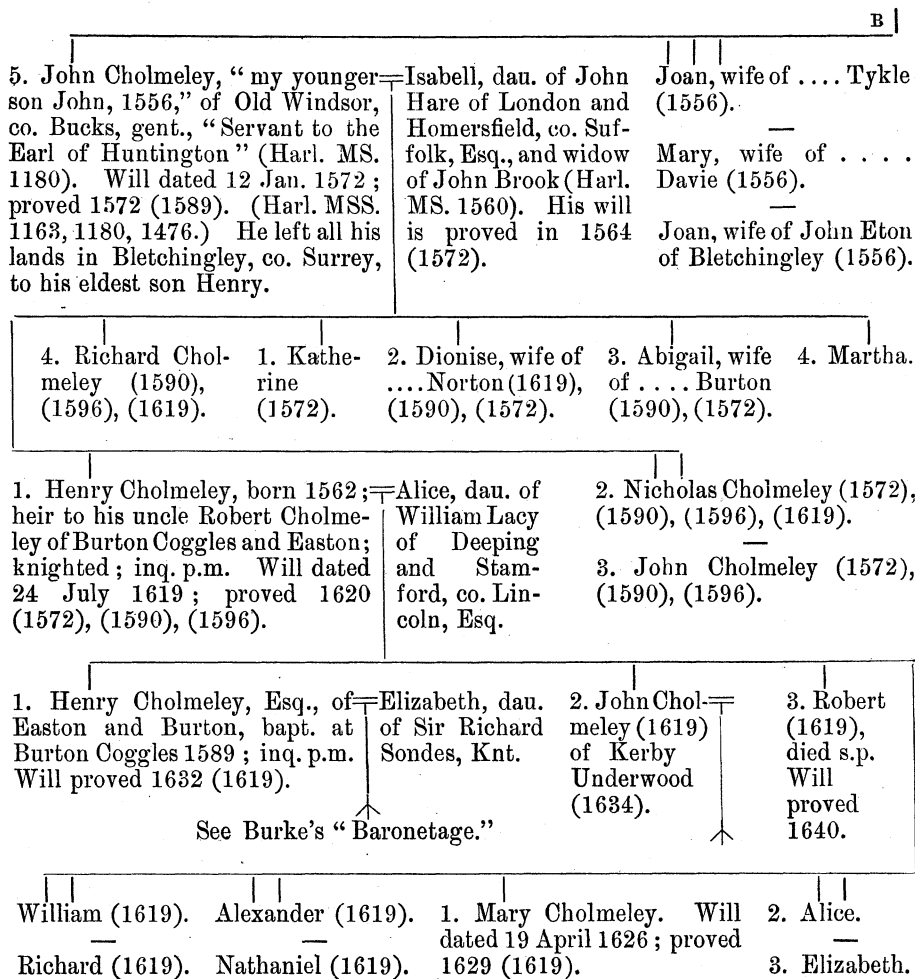 B
5. John Cholmeley, “ my younger
son John, 1556,” of Old Windsor,
co. Bucks, gent., “ Servant to the
Earl of Huntington ” (Harl. MS.
1180). Will dated 12 Jan. 1572 ;
proved 1572 (1589). (Harl. MSS.
1163, 1180, 1476.) He left all his
lands in Bletchingley, co. Surrey,
to his eldest son Henry.
Isabell, dau. of John
Hare of London and
Homersfield, co. Suf-
folk, Esq., and widow
of John Brook (Harl.
MS. 1560). His will
is proved in 1564
(1572).
Joan, wife of .... Tykle
(1556).
—
Mary, wife of . . . .
Davie (1556).
—
Joan, wife of John Eton
of Bletchingley (1556).
4. Richard Chol-
meley (1590),
(1596), (1619).
1. Kathe-
rine
(1572).
2. Dionise, wife of
....Norton (1619),
(1590), (1572).
3. Abigail, wife
of .... Burton
(1590), (1572).
4. Martha.
1. Henry Cholmeley, born 1562 ;
heir to his uncle Robert Cholme-
ley of Burton Coggles and Easton;
knighted ; inq. p.m. Will dated
24 July 1619 ; proved 1620
(1572), (1590), (1596).
Alice, dau. of
William Lacy
of Deeping
and Stam-
ford, co. Lin-
coln, Esq.
2. Nicholas Cholmeley (1572),
(1590), (1596), (1619).
—
3. John Cholmeley (1572),
(1590), (1596).
1. Henry Cholmeley, Esq., of
Easton and Burton, bapt. at
Burton Coggles 1589 ; inq. p.m.
Will proved 1632 (1619).
Elizabeth, dau.
of Sir Richard
Sondes, Knt.
See Burke’s “ Baronetage.”
2. John Chol-
meley (1619)
of Kerby
Underwood
(1634).
3. Robert
(1619),
died s.p.
Will
proved
1640.
William (1619).
—
Richard (1619).
Alexander (1619).
—
Nathaniel (1619).
1. Mary Cholmeley. Will
dated 19 April 1626 ; proved
1629 (1619).
2. Alice.
—
3. Elizabeth.